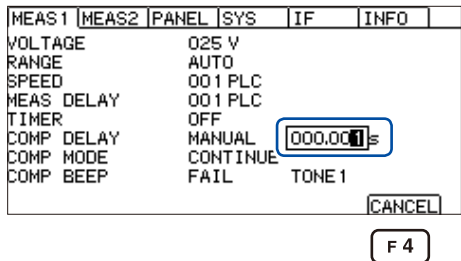 MEAS1 MEAS2 PANEL SYS IF INFO
VOLTAGE 025 V
RANGE AUTO
SPEED 001 PLC
MEAS DELAY 001 PLC
TIMER OFF
COMP DELAY MANUAL 000.001s
COMP MODE CONTINUE
COMP BEEP FAIL TONE1
CANCEL
F4